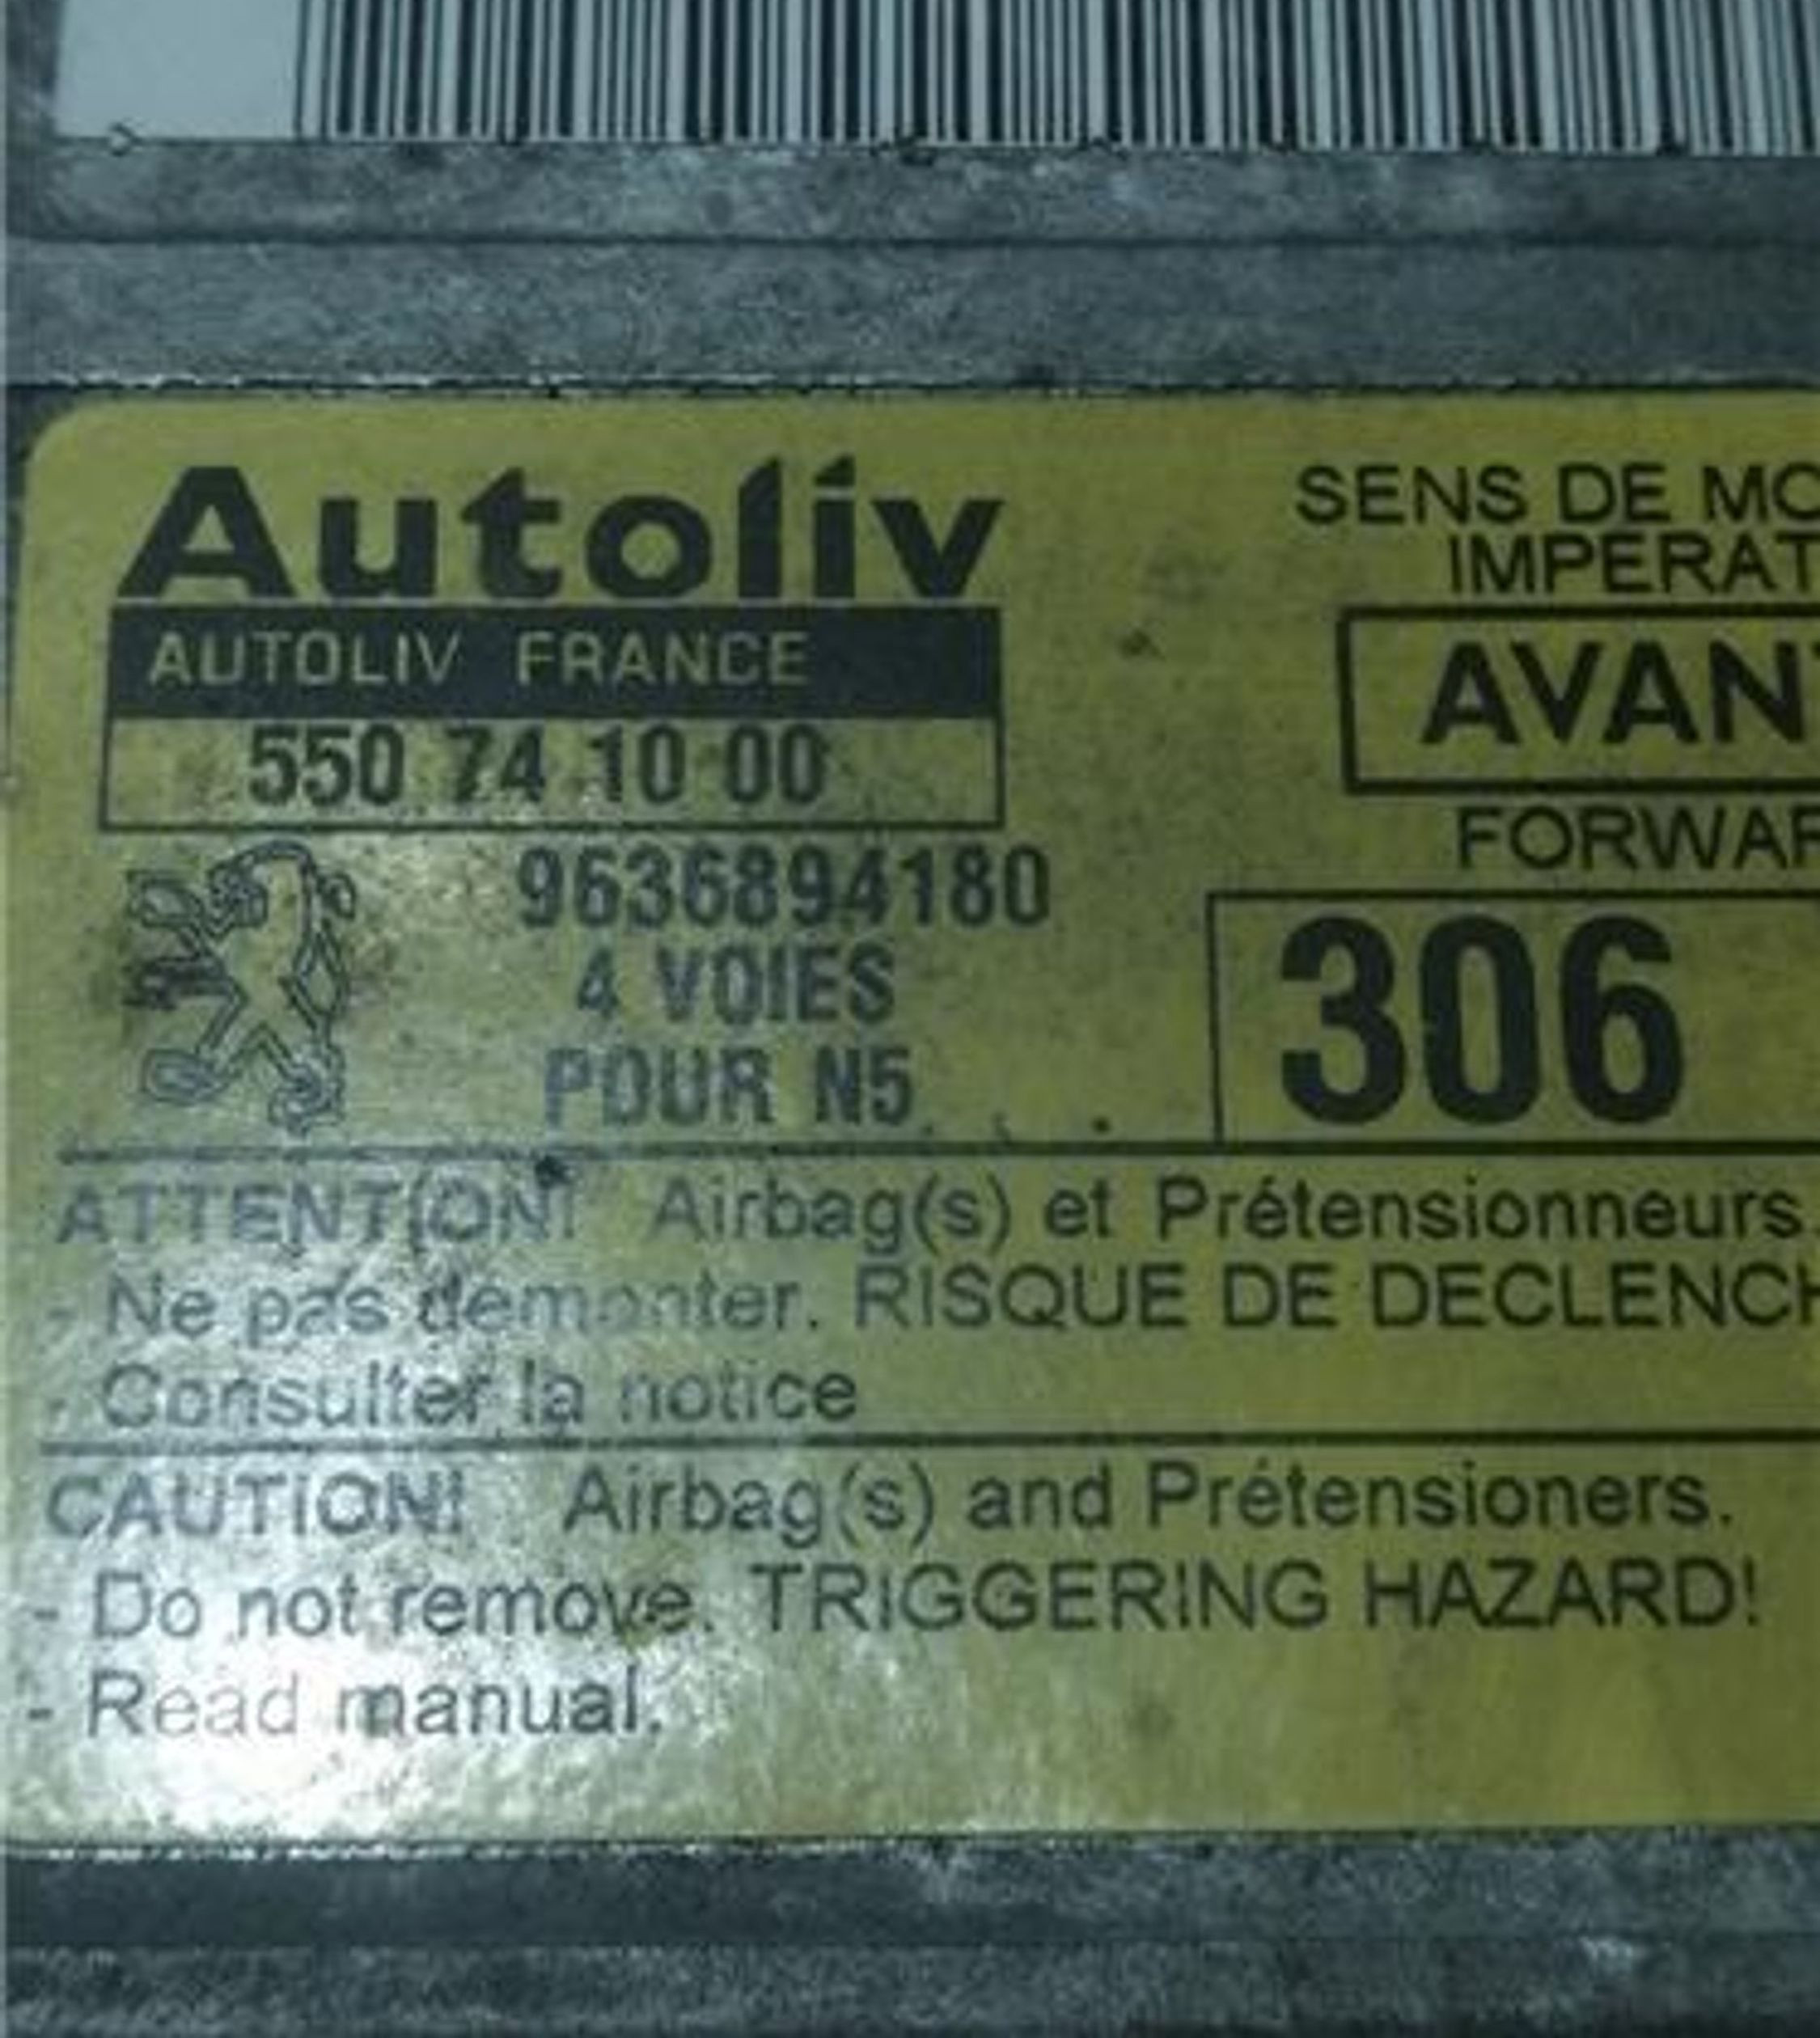 Autoliv
AUTOLIV FRANCE
550 74 10 00
9636894180
4 VOIES
POUR N5
SENS DE MO
IMPERAT
AVANT
FORWAR
306
ATTENTION! Airbag(s) et Prétensionneurs.
- Ne pas demonter. RISQUE DE DECLENCH
- Consulter la notice
CAUTION! Airbag(s) and Prétensioners.
- Do not remove. TRIGGERING HAZARD!
- Read manual.